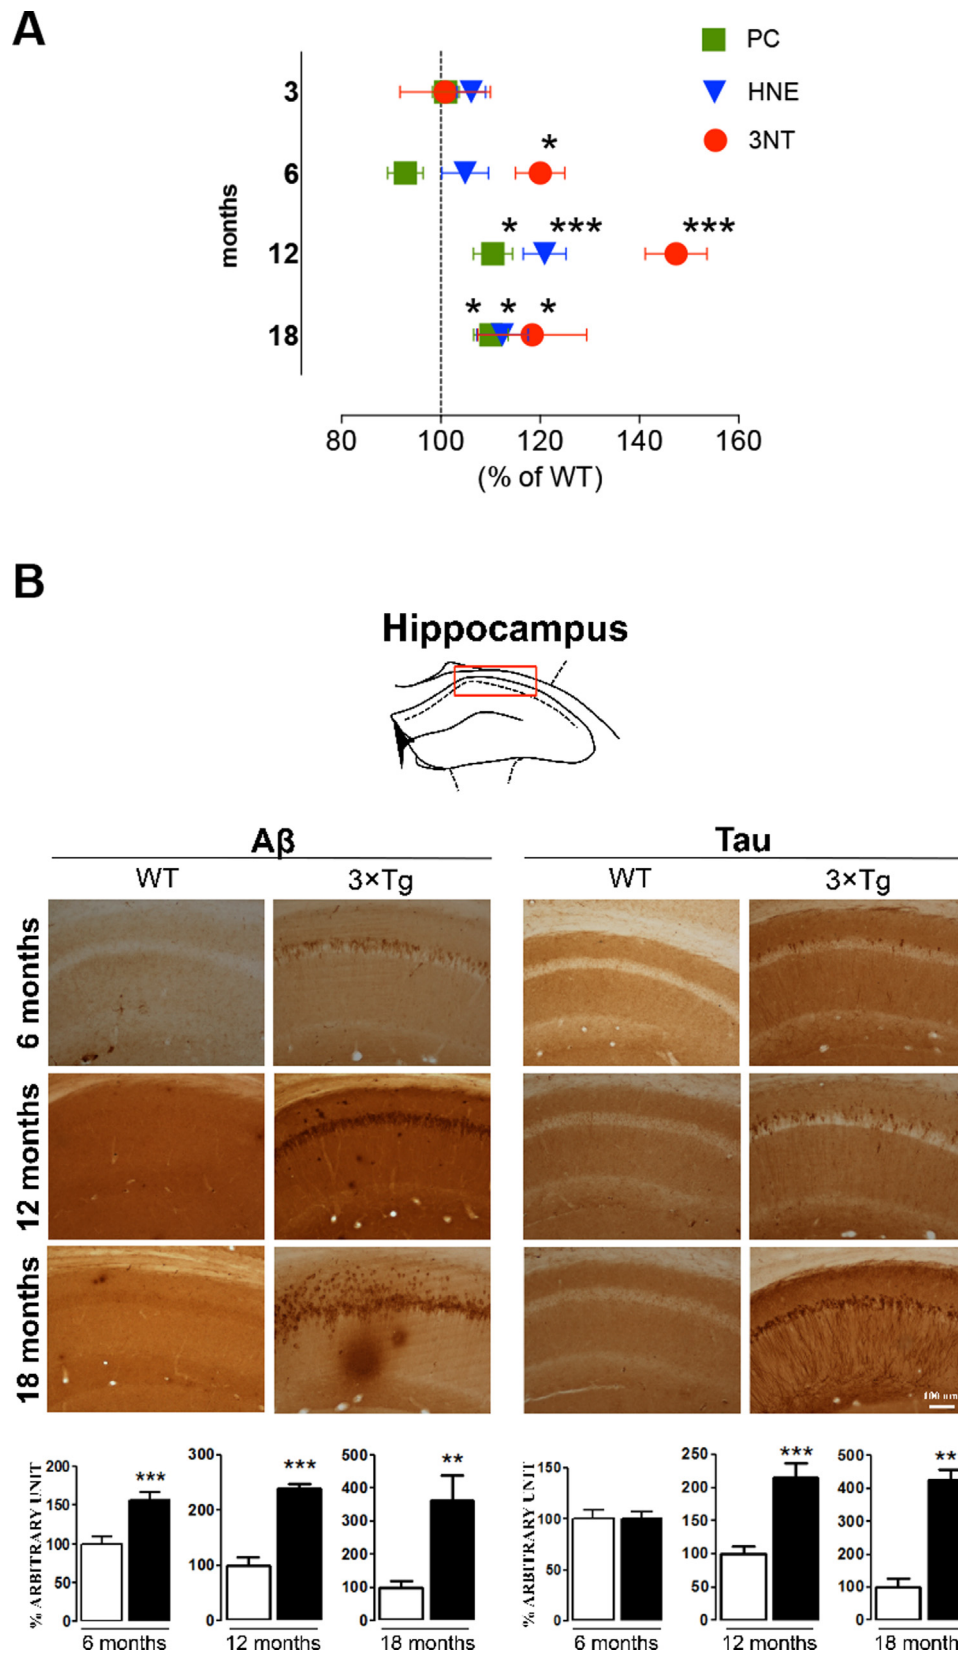 A
PC
HNE
3NT
months
3
6
12
18
*
* *** ***
* * *
80 100 120 140 160
(% of WT)
B
Hippocampus
Aβ Tau
WT 3×Tg WT 3×Tg
6 months
12 months
18 months
100 um
% ARBITRARY UNIT
200
150
100
50
0
***
6 months
300
200
100
0
***
12 months
500
400
300
200
100
0
**
18 months
% ARBITRARY UNIT
150
100
50
0
6 months
250
200
150
100
50
0
***
12 months
500
400
300
200
100
0
18 months